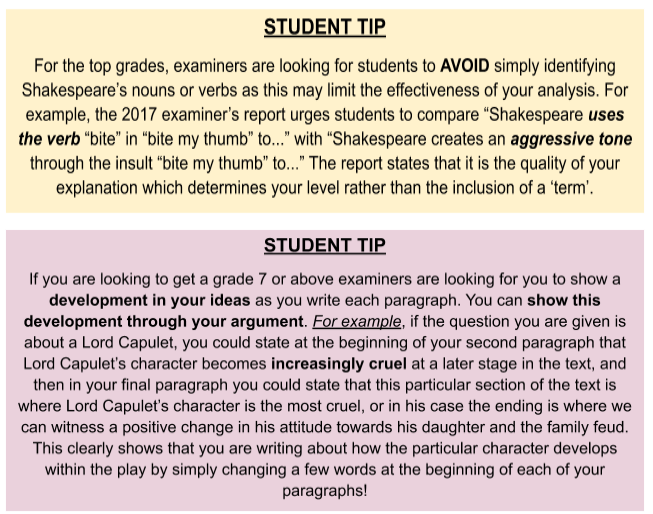 STUDENT TIP
For the top grades, examiners are looking for students to AVOID simply identifying
Shakespeare's nouns or verbs as this may limit the effectiveness of your analysis. For
example, the 2017 examiner's report urges students to compare “Shakespeare uses
the verb “bite” in “bite my thumb” to...” with “Shakespeare creates an aggressive tone
through the insult “bite my thumb” to...” The report states that it is the quality of your
explanation which determines your level rather than the inclusion of a ‘term’.
STUDENT TIP
If you are looking to get a grade 7 or above examiners are looking for you to show a
development in your ideas as you write each paragraph. You can show this
development through your argument. For example, if the question you are given is
about a Lord Capulet, you could state at the beginning of your second paragraph that
Lord Capulet's character becomes increasingly cruel at a later stage in the text, and
then in your final paragraph you could state that this particular section of the text is
where Lord Capulet's character is the most cruel, or in his case the ending is where we
can witness a positive change in his attitude towards his daughter and the family feud.
This clearly shows that you are writing about how the particular character develops
within the play by simply changing a few words at the beginning of each of your
paragraphs!